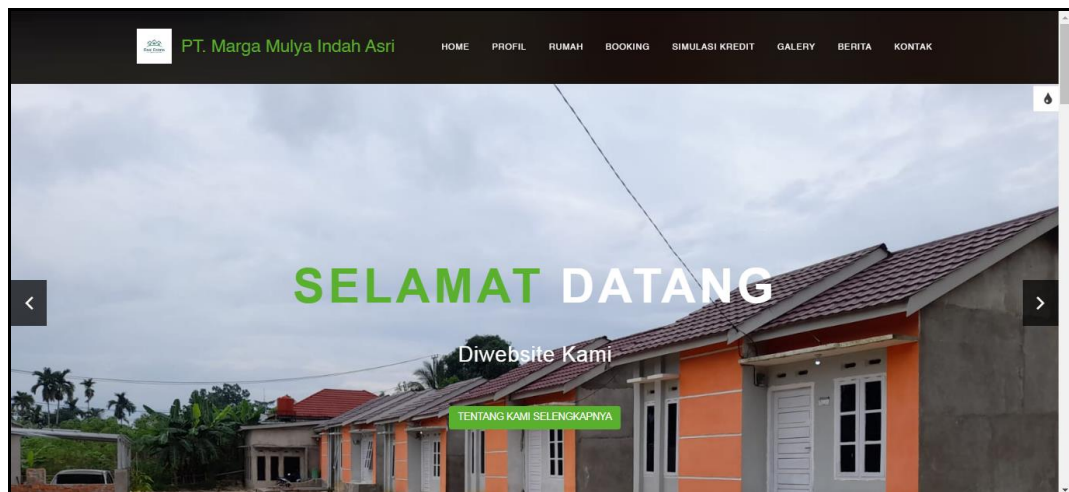 PT. Marga Mulya Indah Asri
HOME PROFIL RUMAH BOOKING SIMULASI KREDIT GALERY BERITA KONTAK
SELAMAT DATANG
Diwebsite Kami
TENTANG KAMI SELENGKAPNYA